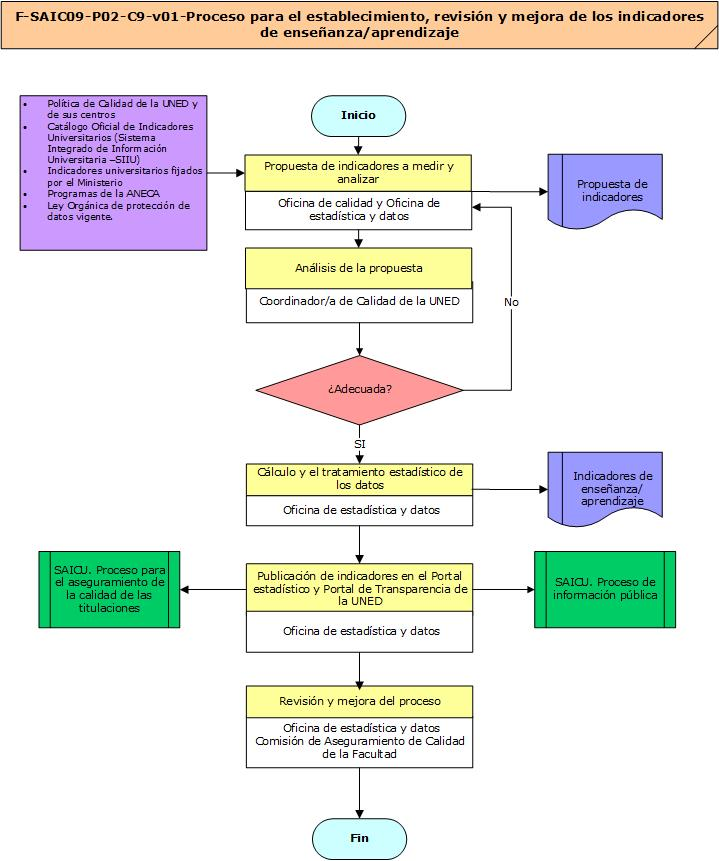 F-SAIC09-P02-C9-v01-Proceso para el establecimiento, revisión y mejora de los indicadores
de enseñanza/aprendizaje
• Política de Calidad de la UNED y
de sus centros
• Catálogo Oficial de Indicadores
Universitarios (Sistema
Integrado de Información
Universitaria –SIIU)
• Indicadores universitarios fijados
por el Ministerio
• Programas de la ANECA
• Ley Orgánica de protección de
datos vigente.
Inicio
Propuesta de indicadores a medir y
analizar
Oficina de calidad y Oficina de
estadística y datos
Propuesta de
indicadores
Análisis de la propuesta
Coordinador/a de Calidad de la UNED
No
¿Adecuada?
SI
Cálculo y el tratamiento estadístico de
los datos
Oficina de estadística y datos
Indicadores de
enseñanza/
aprendizaje
SAICU. Proceso para
el aseguramiento de
la calidad de las
titulaciones
Publicación de indicadores en el Portal
estadístico y Portal de Transparencia de
la UNED
Oficina de estadística y datos
SAICU. Proceso de
información pública
Revisión y mejora del proceso
Oficina de estadística y datos
Comisión de Aseguramiento de Calidad
de la Facultad
Fin